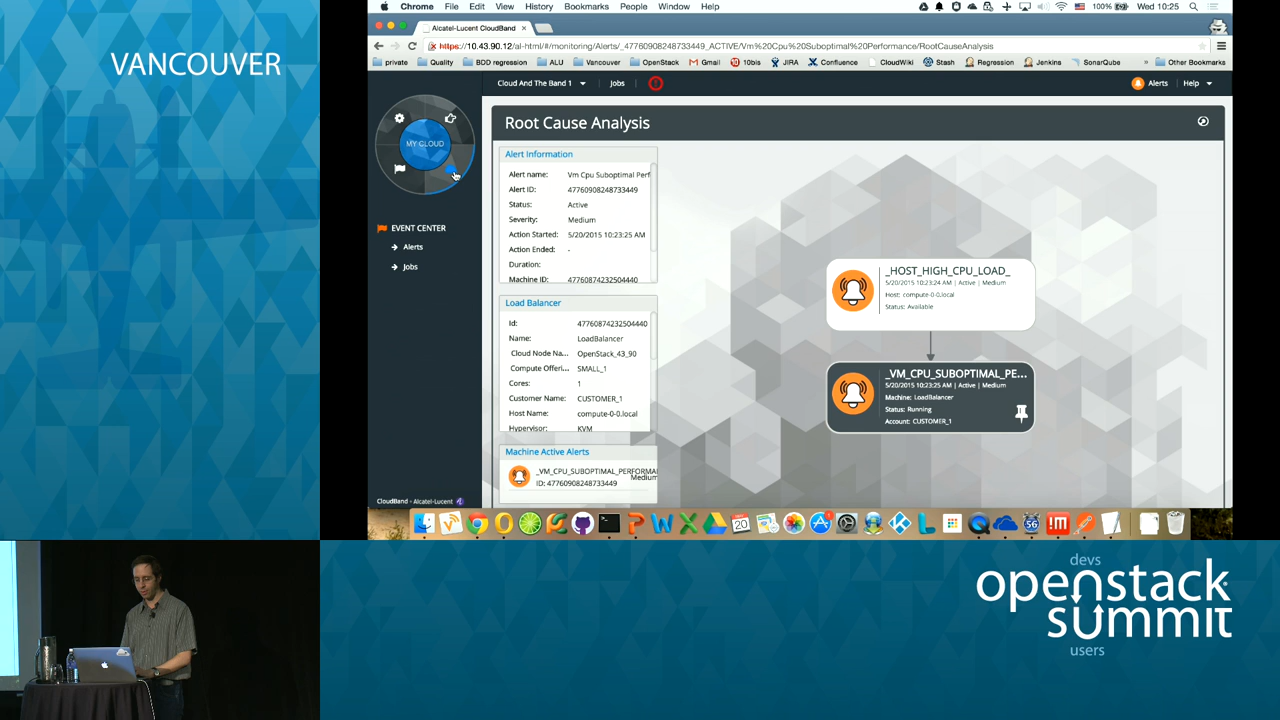 VANCOUVER
Chrome File Edit View History Bookmarks People Window Help
100% Wed 10:25
Alcatel-Lucent CloudBand
https://10.43.90.12/al-html/#/monitoring/Alerts/_47760908248733449_ACTIVE/Vm%20Cpu%20Suboptimal%20Performance/RootCauseAnalysis
private Quality BDD regression ALU Vancouver OpenStack Gmail 10bis JIRA Confluence CloudWiki Stash Regression Jenkins SonarQube » Other Bookmarks
Cloud And The Band 1 Jobs Alerts Help
MY CLOUD
EVENT CENTER
Alerts
Jobs
CloudBand - Alcatel-Lucent
Root Cause Analysis
Alert Information
Alert name: Vm Cpu Suboptimal Perf
Alert ID: 47760908248733449
Status: Active
Severity: Medium
Action Started: 5/20/2015 10:23:25 AM
Action Ended: -
Duration:
Machine ID: 47760874232504440
Load Balancer
Id: 47760874232504440
Name: LoadBalancer
Cloud Node Na... OpenStack_43_90
Compute Offeri... SMALL_1
Cores: 1
Customer Name: CUSTOMER_1
Host Name: compute-0-0.local
Hypervisor: KVM
Machine Active Alerts
_VM_CPU_SUBOPTIMAL_PERFORMA
Medium
ID: 47760908248733449
_HOST_HIGH_CPU_LOAD_
5/20/2015 10:23:24 AM | Active | Medium
Host: compute-0-0.local
Status: Available
_VM_CPU_SUBOPTIMAL_PE...
5/20/2015 10:23:25 AM | Active | Medium
Machine: LoadBalancer
Status: Running
Account: CUSTOMER_1
devs
openstack
summit
users